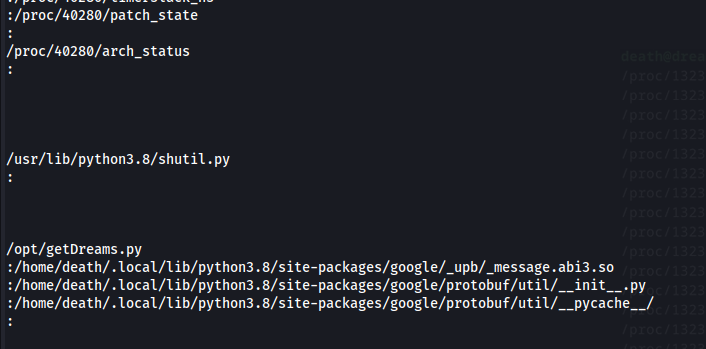 :/proc/40280/patch_state
:
/proc/40280/arch_status
:
/usr/lib/python3.8/shutil.py
:
/opt/getDreams.py
:/home/death/.local/lib/python3.8/site-packages/google/_upb/_message.abi3.so
:/home/death/.local/lib/python3.8/site-packages/google/protobuf/util/__init__.py
:/home/death/.local/lib/python3.8/site-packages/google/protobuf/util/__pycache__/
:
death@drea
/proc/1323
/proc/1323
/proc/1323
/proc/1323
/proc/1323
/proc/1323
/proc/1323
/proc/1323
/proc/1323
/proc/1323
/proc/1323
/proc/1323
/proc/1323
/proc/1323